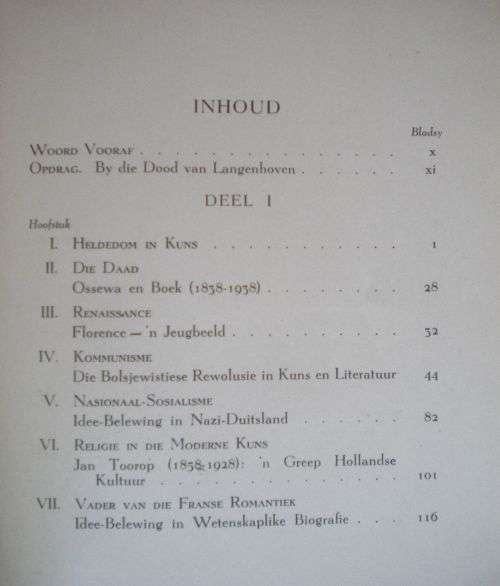 INHOUD
Bladsy
WOORD VOORAF . . . . . . . . . . . . . . . x
OPDRAG. By die Dood van Langenhoven . . . . . . xi
DEEL I
Hoofstuk
I. HELDEDOM IN KUNS . . . . . . . . . . . 1
II. DIE DAAD
Ossewa en Boek (1838-1938) . . . . . . . . 28
III. RENAISSANCE
Florence — 'n Jeugbeeld . . . . . . . . . . 32
IV. KOMMUNISME
Die Bolsjewistiese Rewolusie in Kuns en Literatuur 44
V. NASIONAAL-SOSIALISME
Idee-Belewing in Nazi-Duitsland . . . . . . 82
VI. RELIGIE IN DIE MODERNE KUNS
Jan Toorop (1858-1928): 'n Greep Hollandse
Kultuur . . . . . . . . . . . . . 101
VII. VADER VAN DIE FRANSE ROMANTIEK
Idee-Belewing in Wetenskaplike Biografie . . . 116